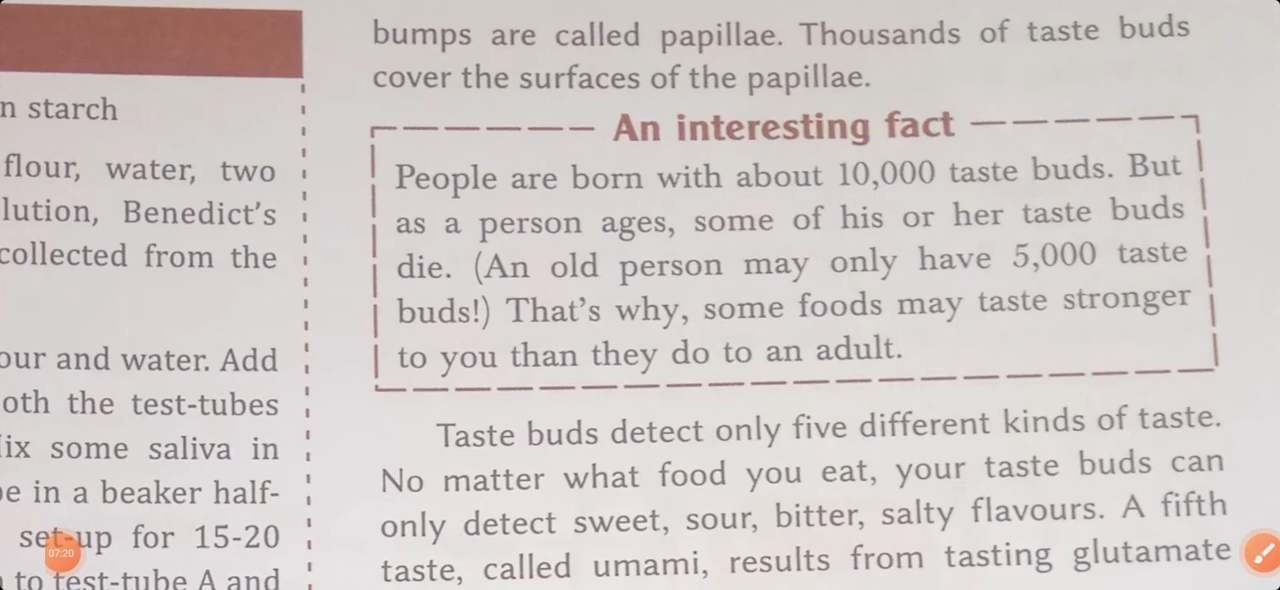 n starch
flour, water, two
lution, Benedict's
collected from the
our and water. Add
oth the test-tubes
ix some saliva in
e in a beaker half-
set-up for 15-20
07:20
to test-tube A and
bumps are called papillae. Thousands of taste buds
cover the surfaces of the papillae.
An interesting fact
People are born with about 10,000 taste buds. But
as a person ages, some of his or her taste buds
die. (An old person may only have 5,000 taste
buds!) That's why, some foods may taste stronger
to you than they do to an adult.
Taste buds detect only five different kinds of taste.
No matter what food you eat, your taste buds can
only detect sweet, sour, bitter, salty flavours. A fifth
taste, called umami, results from tasting glutamate